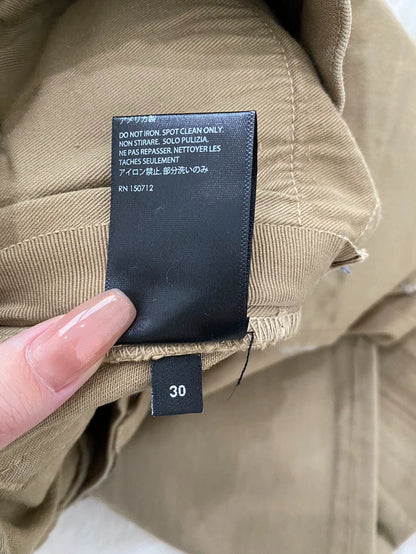 アメリカ製
DO NOT IRON. SPOT CLEAN ONLY.
NON STIRARE. SOLO PULIZIA.
NE PAS REPASSER. NETTOYER LES
TACHES SEULEMENT
アイロン禁止. 部分洗いのみ
RN 150712
30